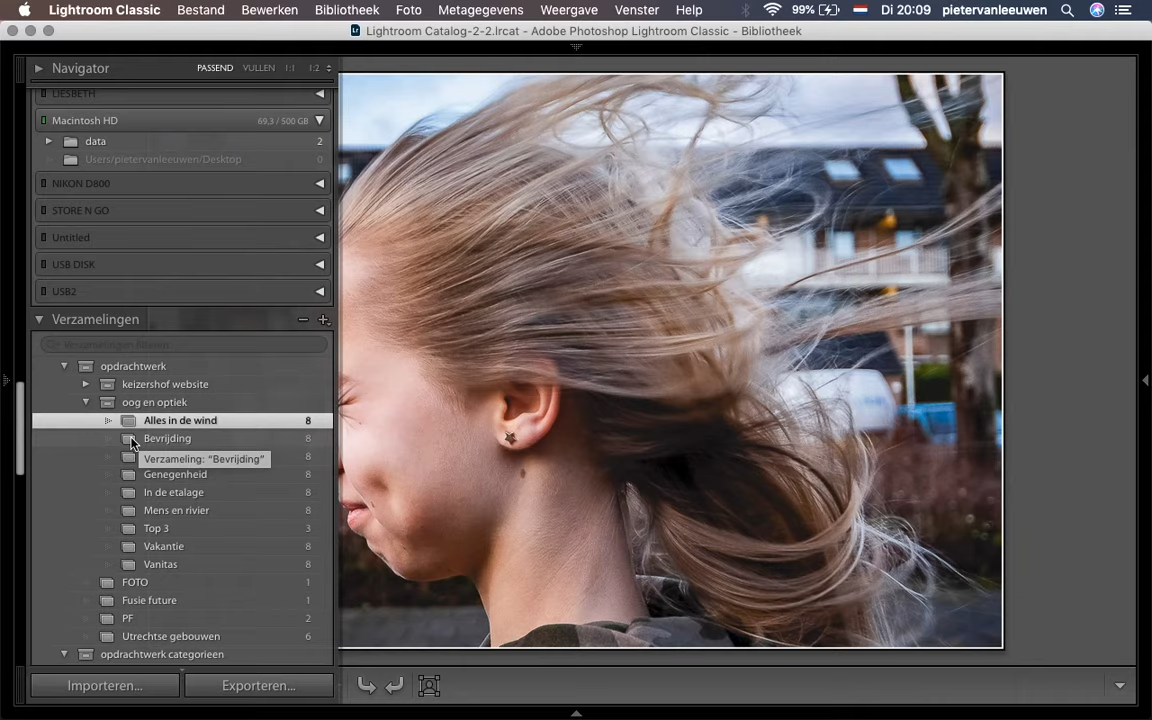 Lightroom Classic Bestand Bewerken Bibliotheek Foto Metagegevens Weergave Venster Help 99% Di 20:09 pietervanleeuwen
Lightroom Catalog-2-2.lrcat - Adobe Photoshop Lightroom Classic - Bibliotheek
Navigator PASSEND VULLEN 1:1 1:2
LIESBETH
Macintosh HD 69,3 / 500 GB
data 2
Users/pietervanleeuwen/Desktop 0
NIKON D800
STORE N GO
Untitled
USB DISK
USB2
Verzamelingen
Verzamelingen filteren
opdrachtwerk
keizershof website
oog en optiek
Alles in de wind 8
Bevrijding 8
Verzameling: “Bevrijding” 8
Genegenheid 8
In de etalage 8
Mens en rivier 8
Top 3 3
Vakantie 8
Vanitas 8
FOTO 1
Fusie future 1
PF 2
Utrechtse gebouwen 6
opdrachtwerk categorieen
Importeren... Exporteren...